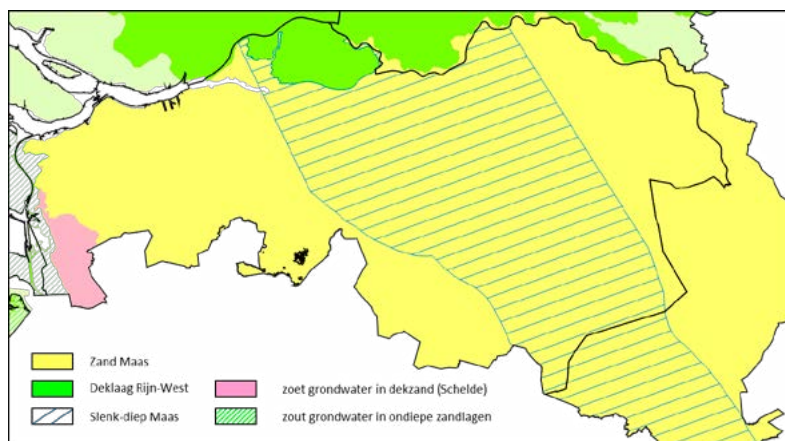 Zand Maas
Deklaag Rijn-West
Slenk-diep Maas
zoet grondwater in dekzand (Schelde)
zout grondwater in ondiepe zandlagen